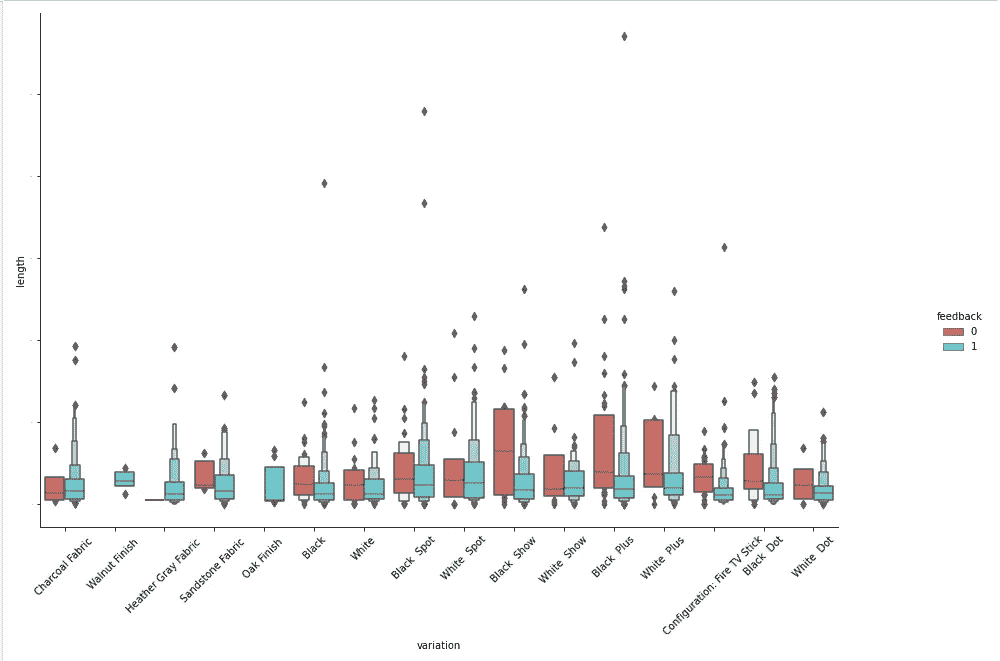 length
Charcoal Fabric
Walnut Finish
Heather Gray Fabric
Sandstone Fabric
Oak Finish
Black
White
Black  Spot
White  Spot
Black  Show
White  Show
Black  Plus
White  Plus
Configuration: Fire TV Stick
Black  Dot
White  Dot
variation
feedback
0
1